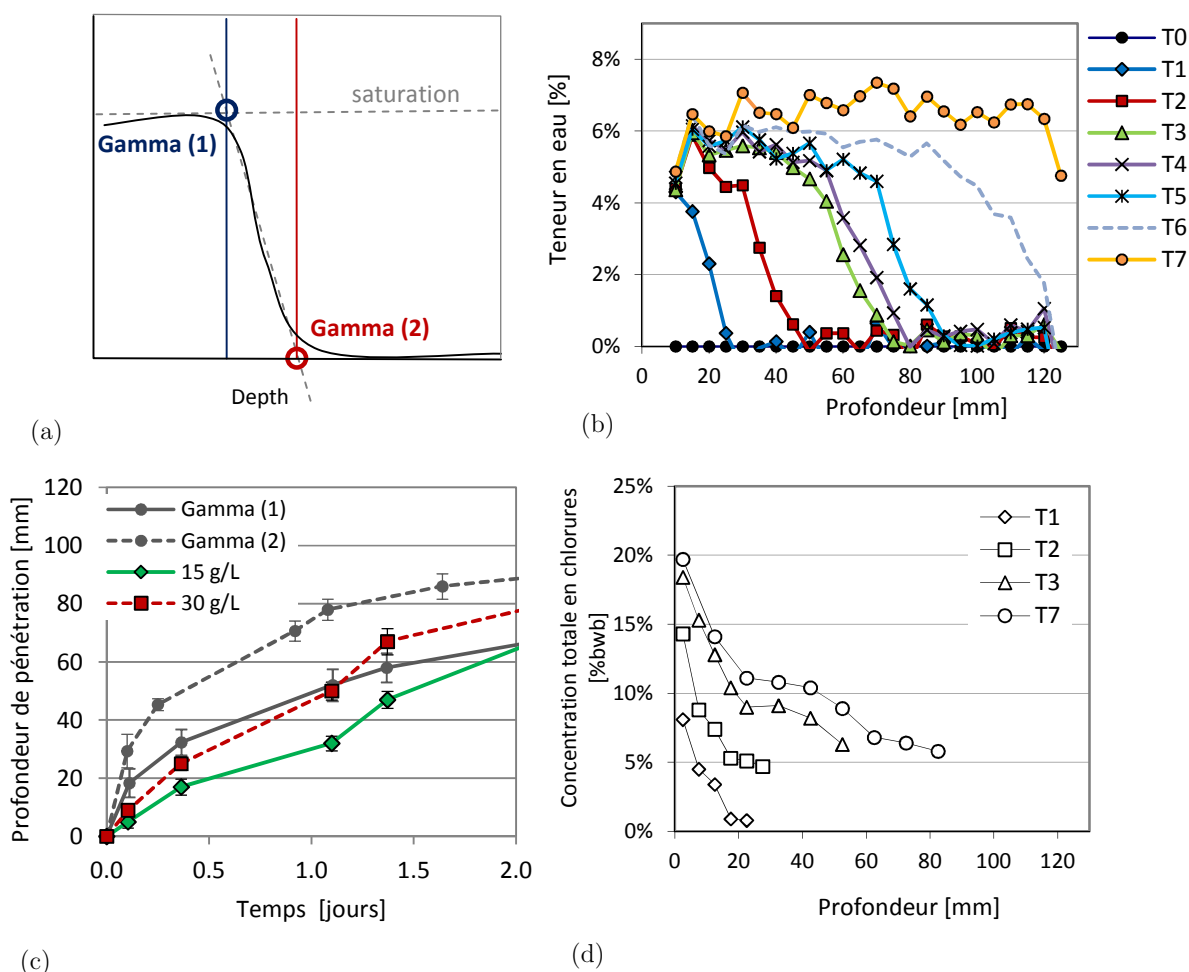 saturation
Gamma (1)
Gamma (2)
Depth
(a)
Teneur en eau [%]
8%
6%
4%
2%
0%
0 20 40 60 80 100 120
Profondeur [mm]
T0
T1
T2
T3
T4
T5
T6
T7
(b)
Profondeur de pénétration [mm]
120
100
80
60
40
20
0
0.0 0.5 1.0 1.5 2.0
Temps [jours]
Gamma (1)
Gamma (2)
15 g/L
30 g/L
(c)
Concentration totale en chlorures
[%bwb]
25%
20%
15%
10%
5%
0%
0 20 40 60 80 100 120
Profondeur [mm]
T1
T2
T3
T7
(d)